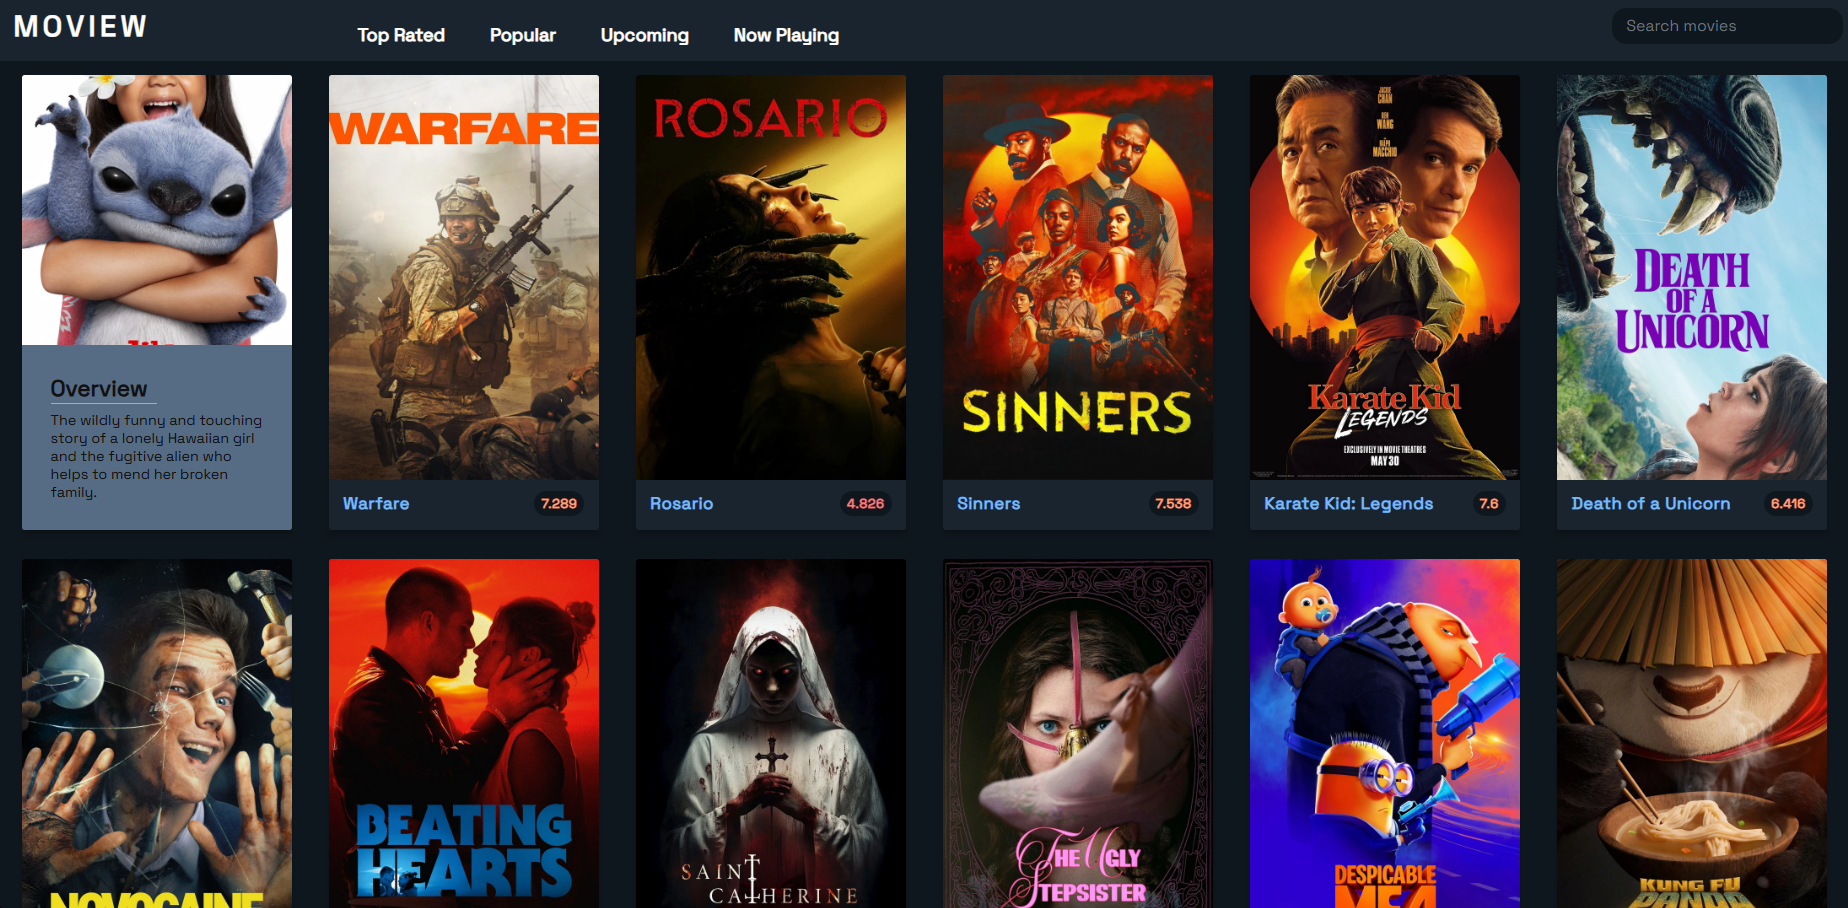 MOVIEW
Top Rated Popular Upcoming Now Playing
Search movies
WARFARE
ROSARIO
JACKIE
CHAN
BEN
WANG
RALPH
MACCHIO
DEATH
OF A
UNICORN
Overview
The wildly funny and touching
story of a lonely Hawaiian girl
and the fugitive alien who
helps to mend her broken
family.
SINNERS
Karate Kid
LEGENDS
EXCLUSIVELY IN MOVIE THEATRES
MAY 30
Warfare 7.289
Rosario 4.826
Sinners 7.538
Karate Kid: Legends 7.6
Death of a Unicorn 6.416
NOVOCAINE
BEATING
HEARTS
SAINT
CATHERINE
THE UGLY
STEPSISTER
DESPICABLE
ME 4
KUNG FU
PANDA